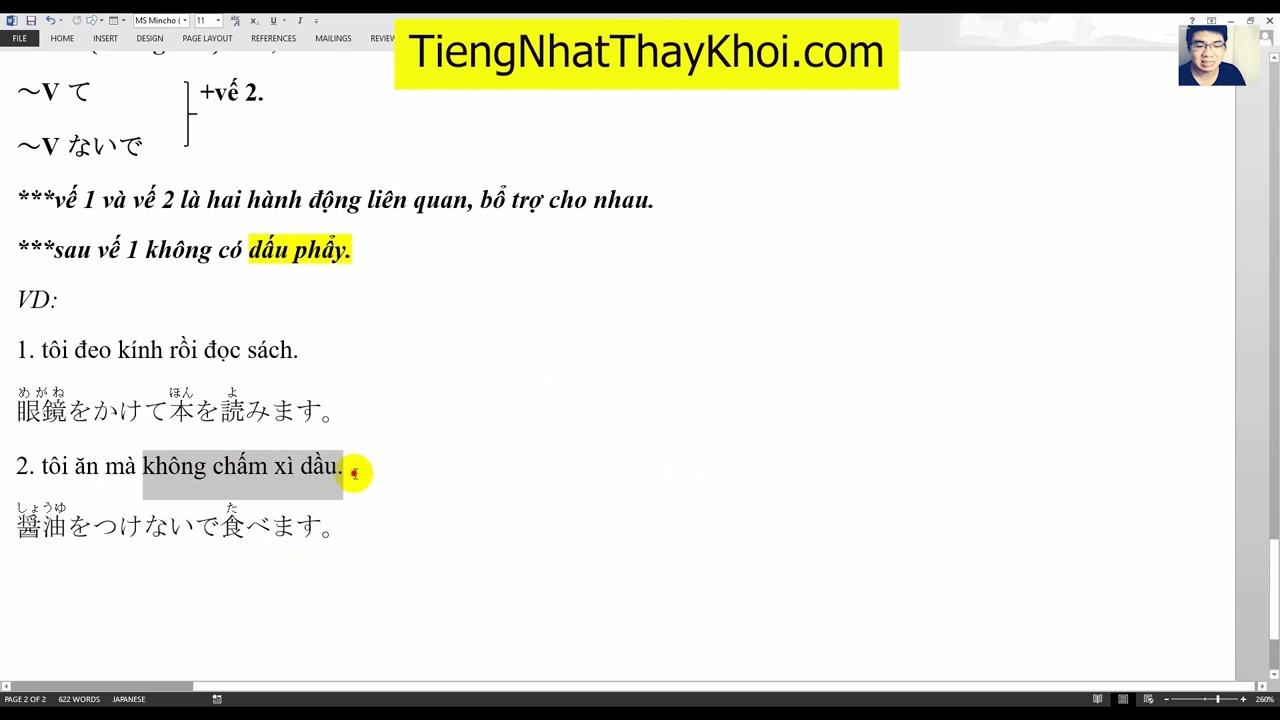 MS Mincho ( 11
FILE HOME INSERT DESIGN PAGE LAYOUT REFERENCES MAILINGS
TiengNhatThayKhoi.com
～V て +vế 2.
～V ないで
***vế 1 và vế 2 là hai hành động liên quan, bổ trợ cho nhau.
***sau vế 1 không có dấu phẩy.
VD:
1. tôi đeo kính rồi đọc sách.
めがね ほん よ
眼鏡をかけて本を読みます。
2. tôi ăn mà không chấm xì dầu.
しょうゆ た
醤油をつけないで食べます。
PAGE 2 OF 2 622 WORDS JAPANESE 260%